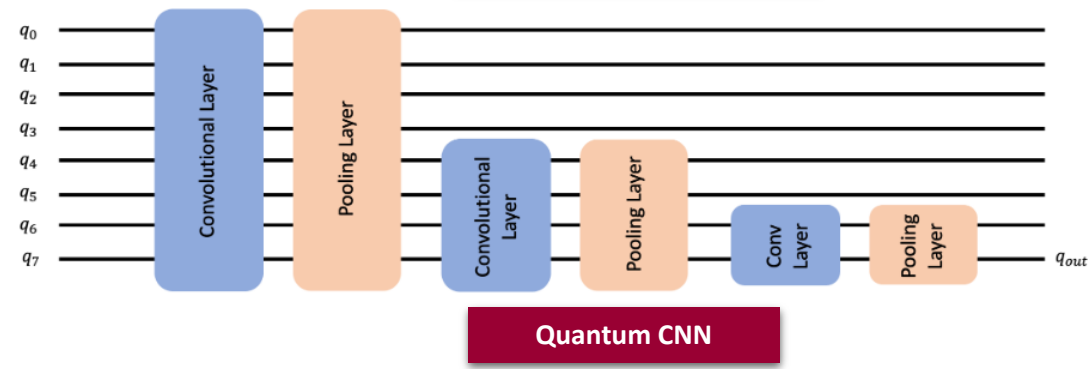 q₀
q₁
q₂
q₃
q₄
q₅
q₆
q₇
Convolutional Layer
Pooling Layer
Convolutional
Layer
Pooling Layer
Conv
Layer
Pooling
Layer
q_out
Quantum CNN